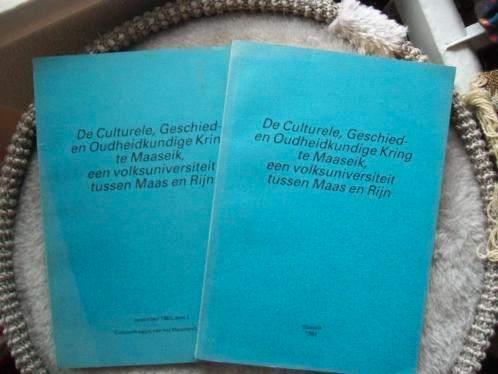 De Culturele, Geschied-
en Oudheidkundige Kring
te Maaseik,
een volksuniversiteit
tussen Maas en Rijn
De Culturele, Geschied-
en Oudheidkundige Kring
te Maaseik,
een volksuniversiteit
tussen Maas en Rijn